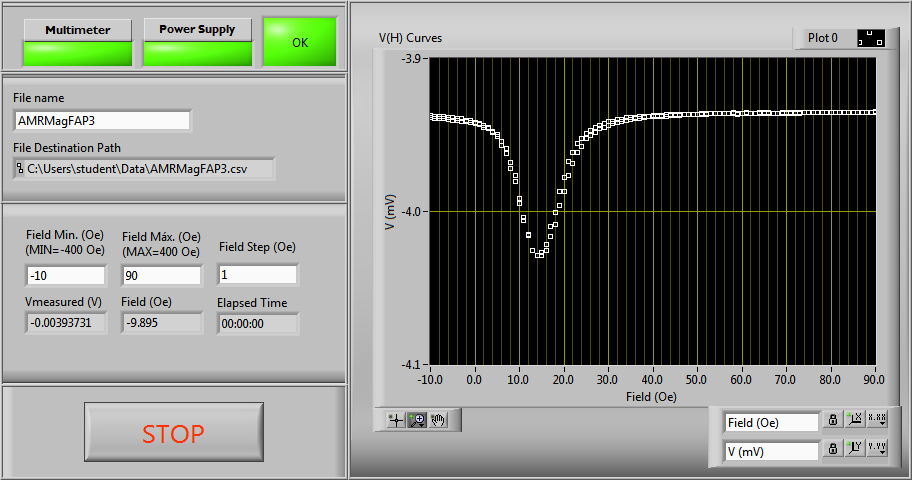 Multimeter
Power Supply
OK
File name
AMRMagFAP3
File Destination Path
C:\Users\student\Data\AMRMagFAP3.csv
Field Min. (Oe)
(MIN=-400 Oe)
Field Máx. (Oe)
(MAX=400 Oe)
Field Step (Oe)
-10
90
1
Vmeasured (V)
Field (Oe)
Elapsed Time
-0.00393731
-9.895
00:00:00
STOP
V(H) Curves
Plot 0
V (mV)
-3.9
-4.0
-4.1
-10.0 0.0 10.0 20.0 30.0 40.0 50.0 60.0 70.0 80.0 90.0
Field (Oe)
Field (Oe)
X
X.XX
V (mV)
Y
Y.YY